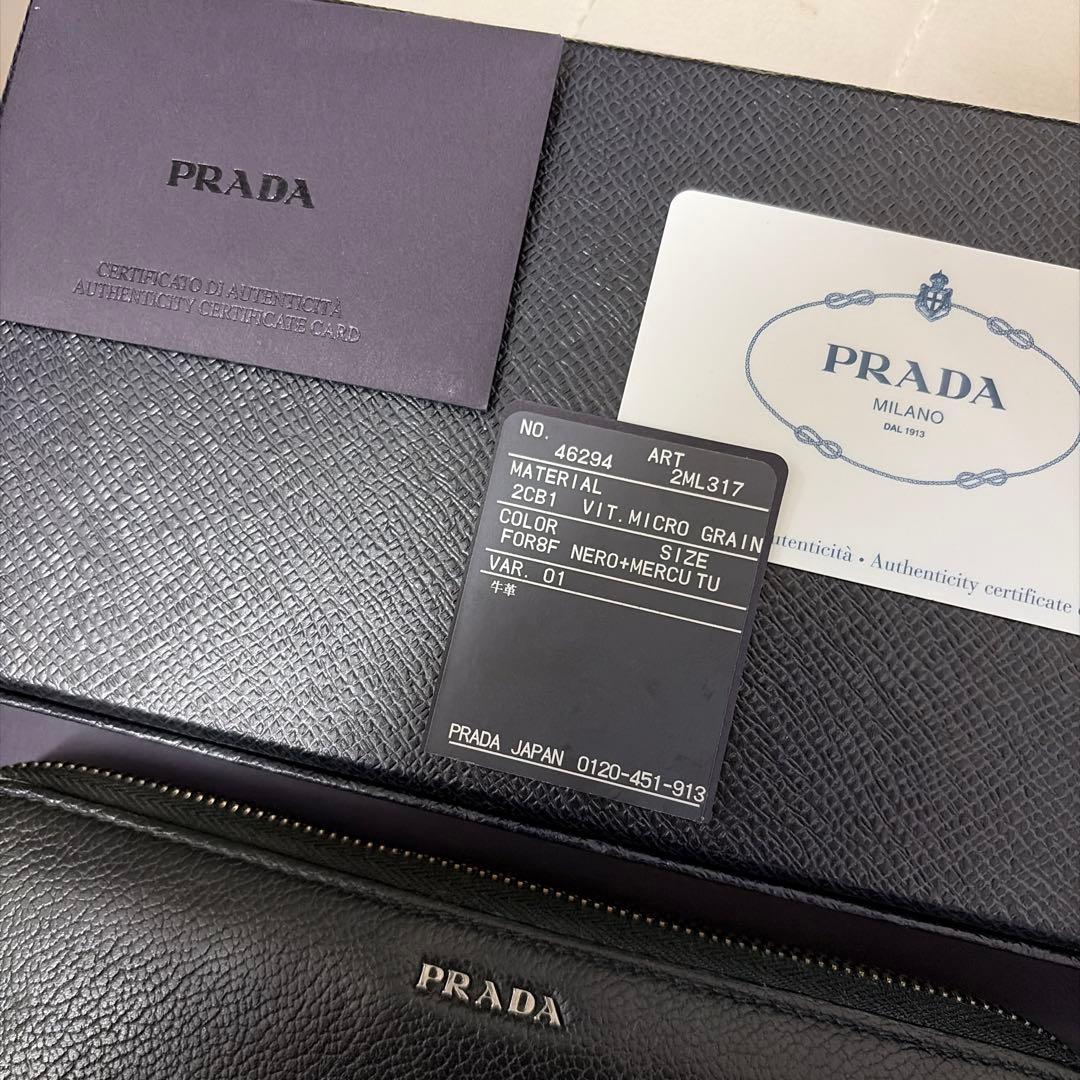 PRADA
CERTIFICATO DI AUTENTICITÀ
AUTHENTICITY CERTIFICATE CARD
PRADA
MILANO
DAL 1913
utenticità • Authenticity certificate
NO. 46294 ART 2ML317
MATERIAL
2CB1 VIT.MICRO GRAIN
COLOR SIZE
F0R8F NERO+MERCU TU
VAR. 01
牛革
PRADA JAPAN 0120-451-913
PRADA